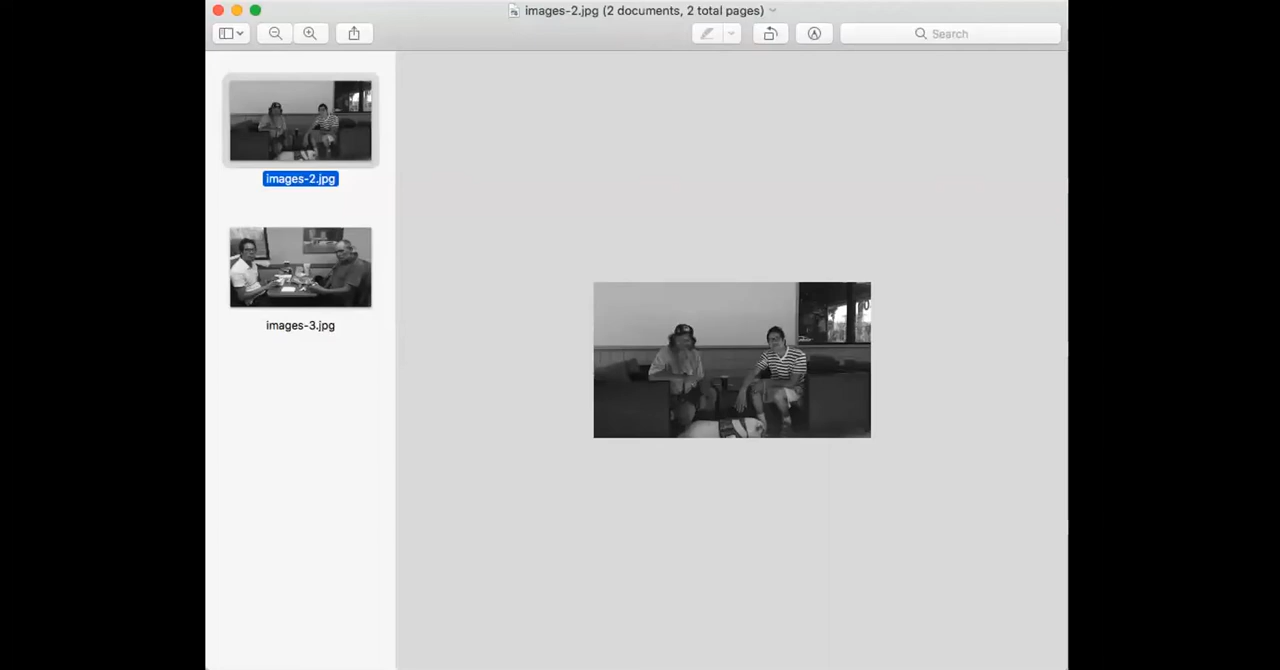 images-2.jpg (2 documents, 2 total pages)
Search
images-2.jpg
images-3.jpg